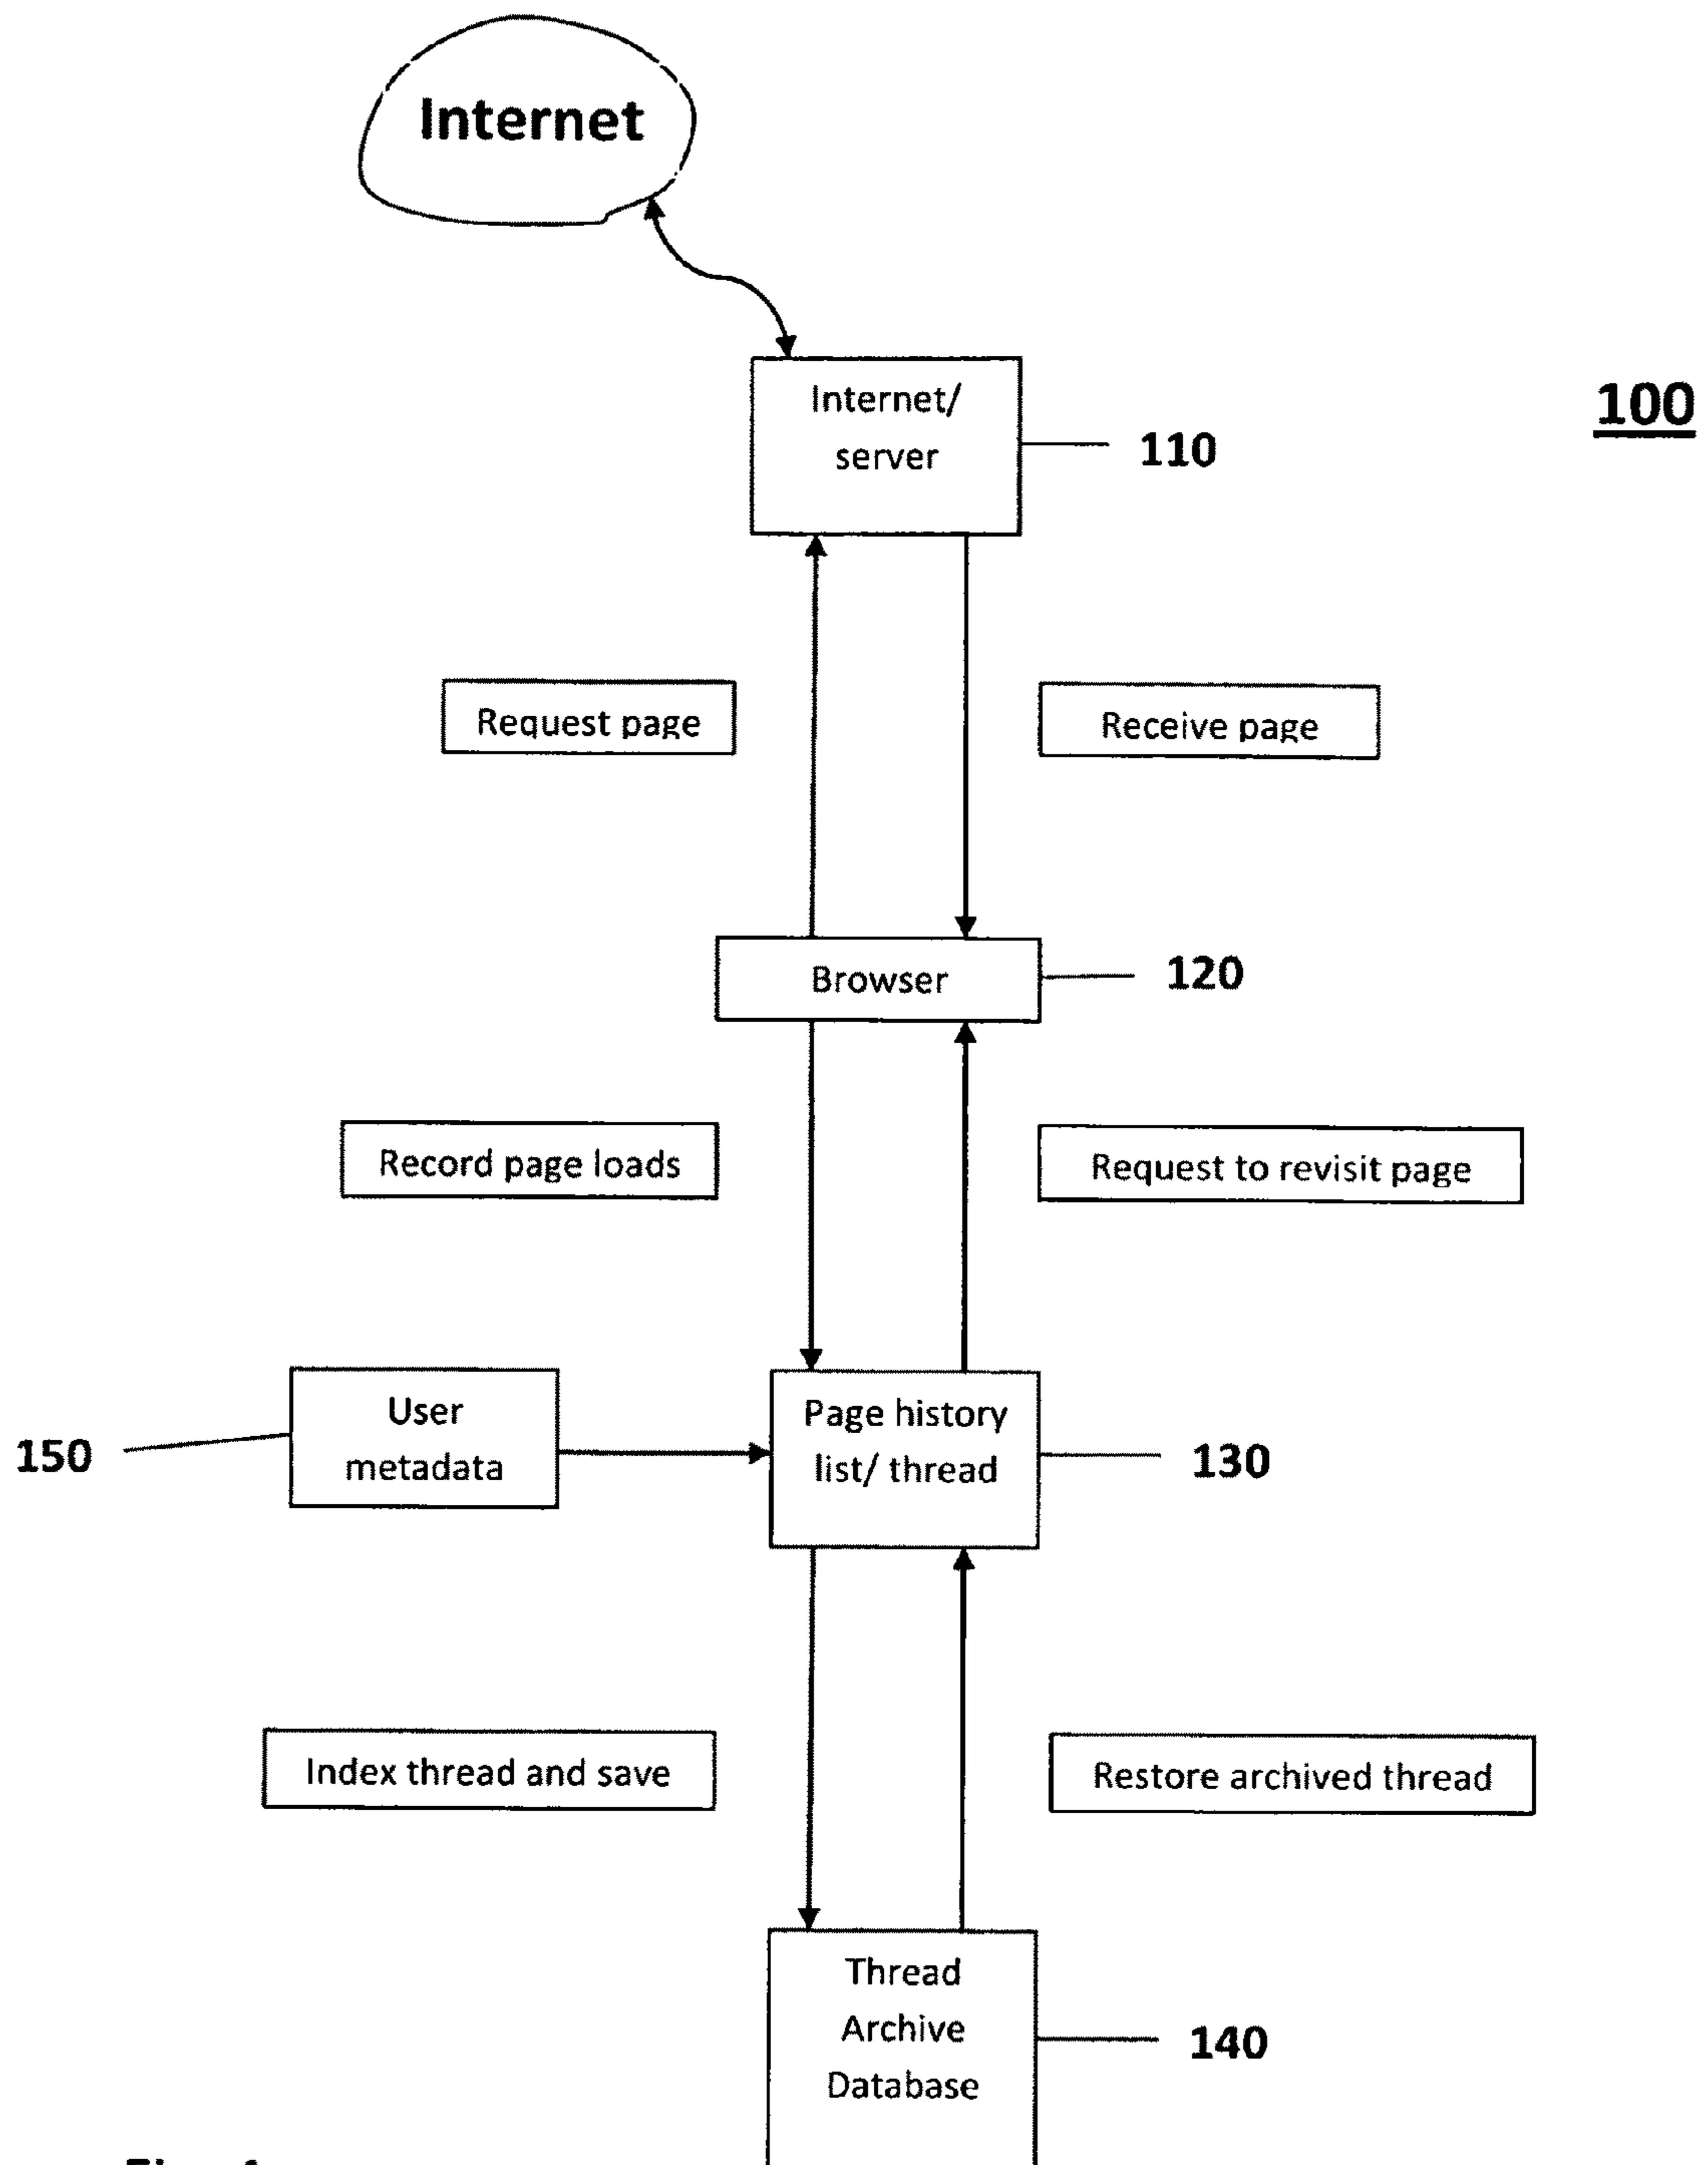 Internet
Internet/
server
110
100
Request page
Receive page
Browser
120
Record page loads
Request to revisit page
User
metadata
150
Page history
list/ thread
130
Index thread and save
Restore archived thread
Thread
Archive
Database
140